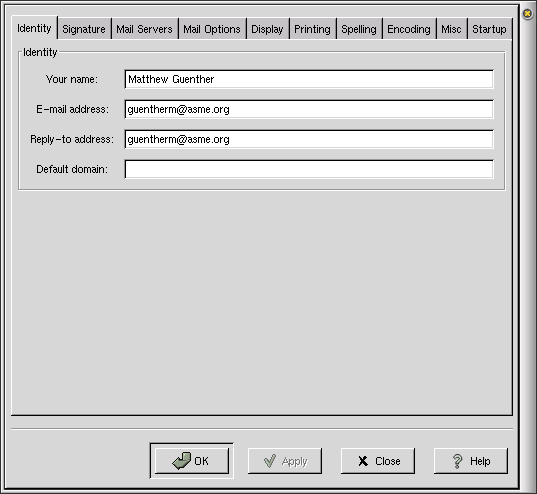 Identity Signature Mail Servers Mail Options Display Printing Spelling Encoding Misc Startup
Identity
Your name: Matthew Guenther
E-mail address: guentherm@asme.org
Reply-to address: guentherm@asme.org
Default domain:
OK Apply Close Help